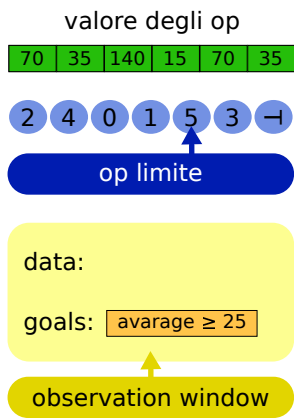 valore degli op
70 35 140 15 70 35
2 4 0 1 5 3 ⊥
op limite
data:
goals: avarage ≥ 25
observation window